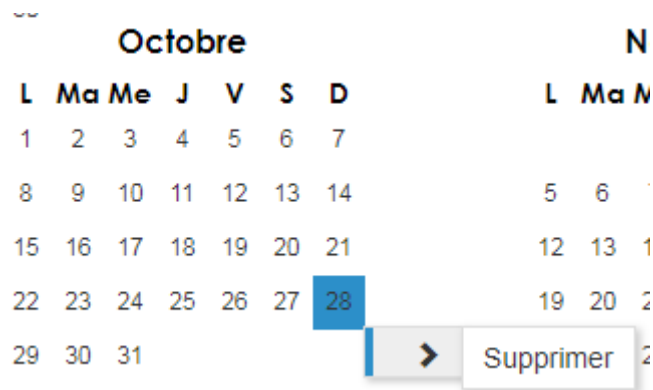 Octobre
L Ma Me J V S D
1 2 3 4 5 6 7
8 9 10 11 12 13 14
15 16 17 18 19 20 21
22 23 24 25 26 27 28
29 30 31
N
L Ma
5 6
12 13
19 20
Supprimer